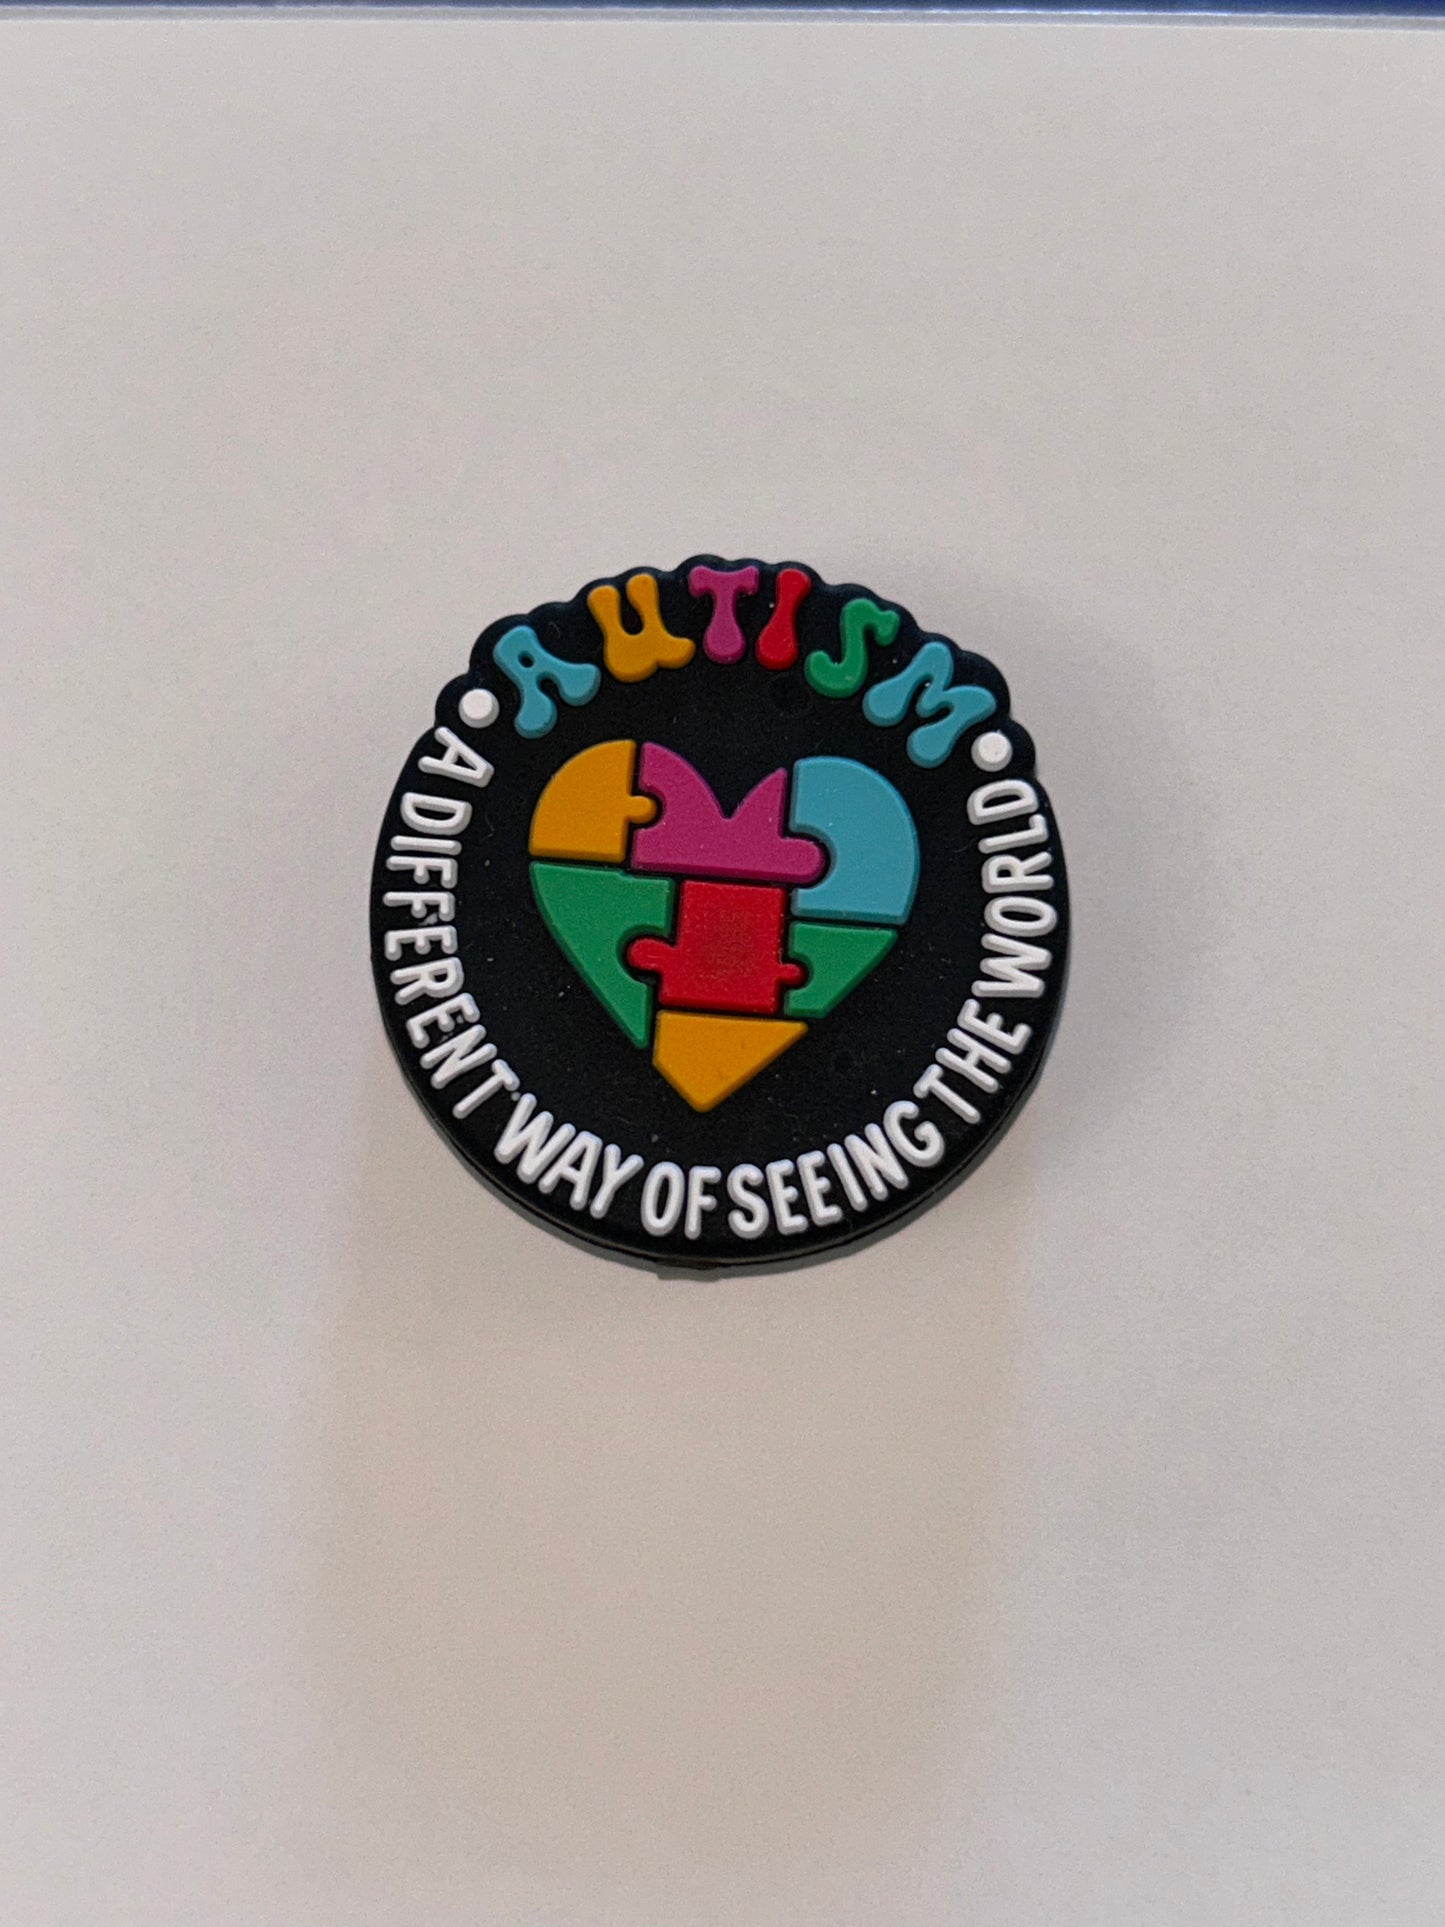 AUTISM
A DIFFERENT WAY OF SEEING THE WORLD